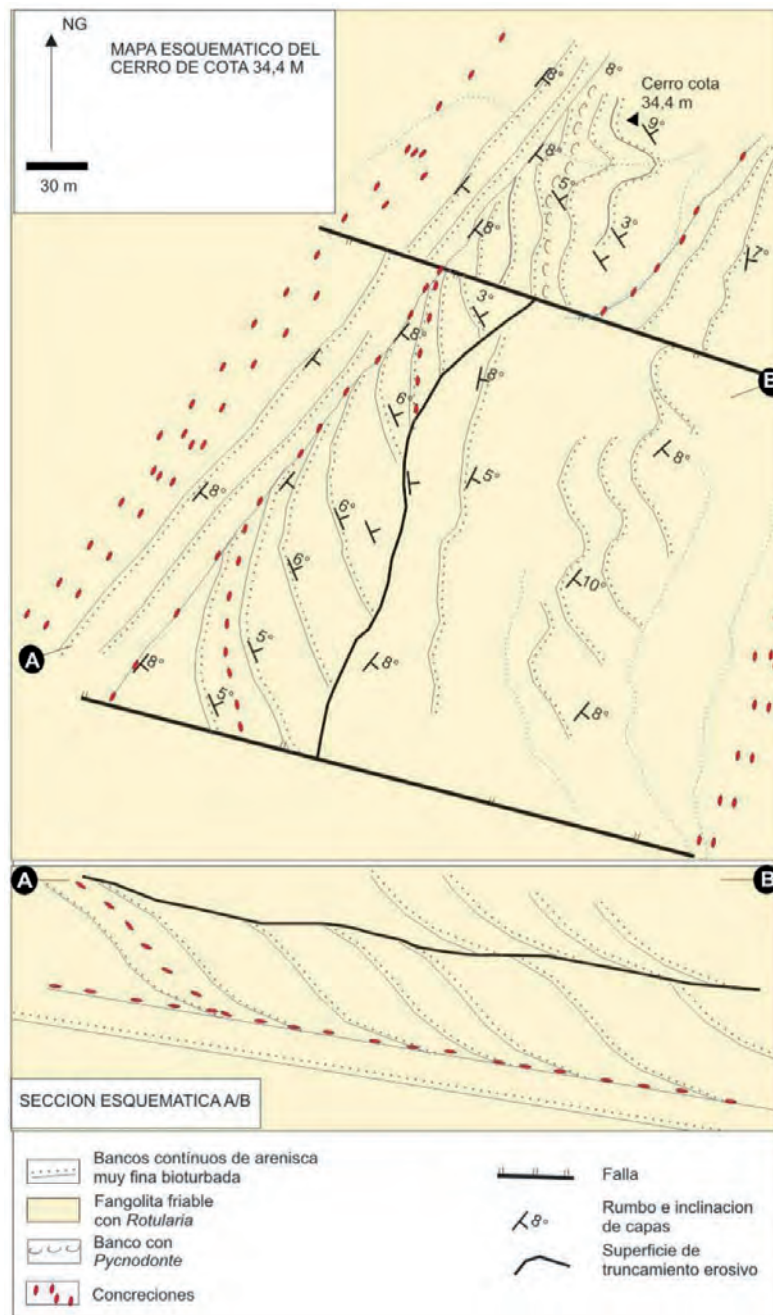 NG
MAPA ESQUEMATICO DEL
CERRO DE COTA 34,4 M
30 m
Cerro cota
34,4 m
8°
8°
9°
8°
8°
5°
3°
7°
3°
8°
8°
6°
8°
8°
5°
6°
6°
10°
5°
8°
8°
5°
8°
A
B
A
B
SECCION ESQUEMATICA A/B
Bancos contínuos de arenisca
muy fina bioturbada
Fangolita friable
con Rotularia
Banco con
Pycnodonte
Concreciones
Falla
8°
Rumbo e inclinacion
de capas
Superficie de
truncamiento erosivo